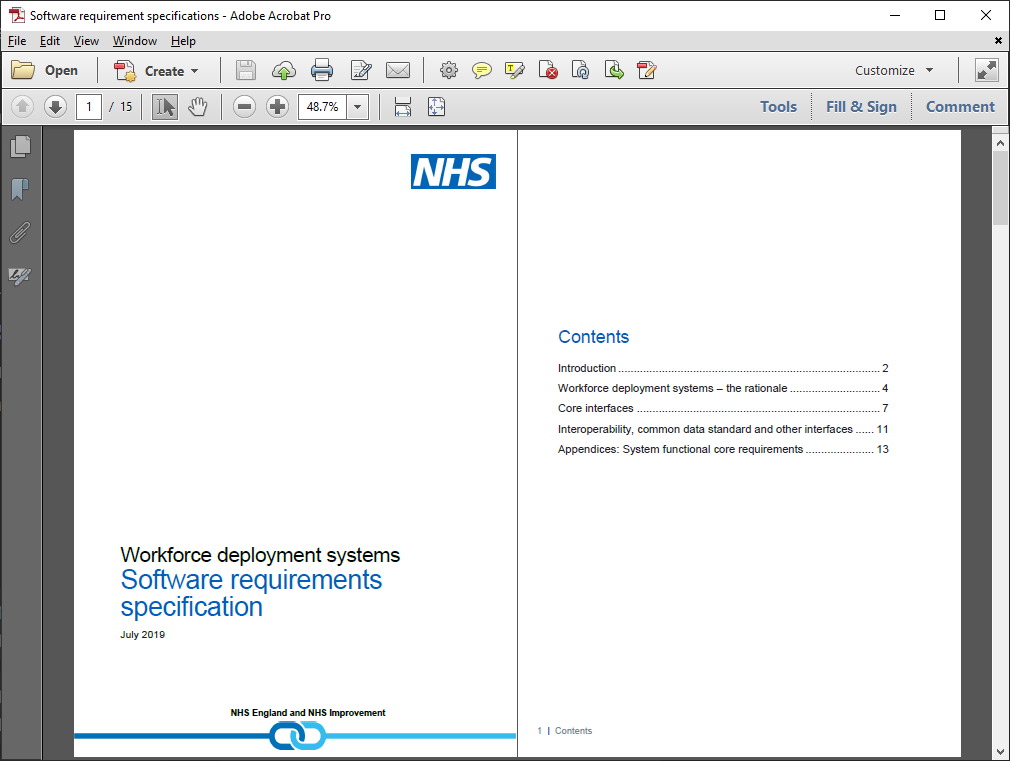 Software requirement specifications - Adobe Acrobat Pro
File Edit View Window Help
Open Create Customize
1 / 15 48.7% Tools Fill & Sign Comment
NHS
Workforce deployment systems
Software requirements
specification
July 2019
NHS England and NHS Improvement
Contents
Introduction .................................................................................... 2
Workforce deployment systems – the rationale ............................. 4
Core interfaces .............................................................................. 7
Interoperability, common data standard and other interfaces ...... 11
Appendices: System functional core requirements ...................... 13
1 | Contents